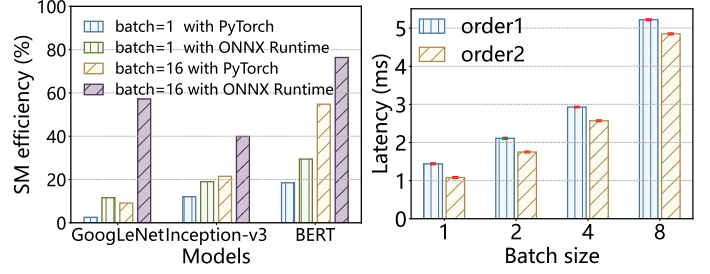 100
80
60
40
20
0
SM efficiency (%)
batch=1 with PyTorch
batch=1 with ONNX Runtime
batch=16 with PyTorch
batch=16 with ONNX Runtime
GoogLeNet Inception-v3 BERT
Models
5
4
3
2
1
0
Latency (ms)
order1
order2
1 2 4 8
Batch size